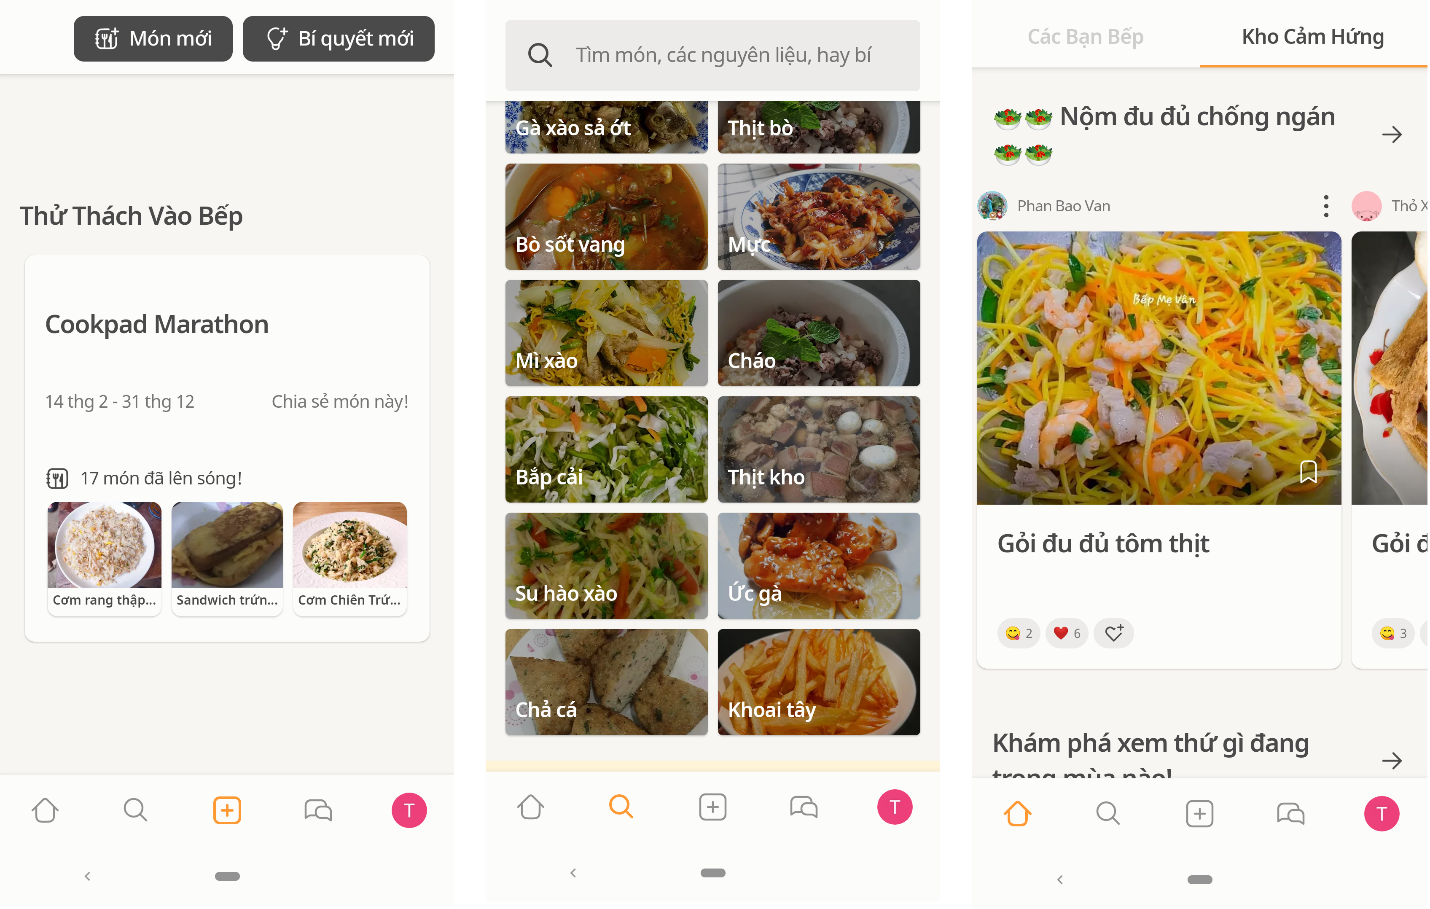 Món mới
Bí quyết mới
Thử Thách Vào Bếp
Cookpad Marathon
14 thg 2 - 31 thg 12
Chia sẻ món này!
17 món đã lên sóng!
Cơm rang thập...
Sandwich trứn...
Cơm Chiên Trứ...
T
Tìm món, các nguyên liệu, hay bí
Gà xào sả ớt
Thịt bò
Bò sốt vang
Mực
Mì xào
Cháo
Bắp cải
Thịt kho
Su hào xào
Ức gà
Chả cá
Khoai tây
T
Các Bạn Bếp
Kho Cảm Hứng
Nộm đu đủ chống ngán
Phan Bao Van
Thỏ X
Bếp Mẹ Vân
Gỏi đu đủ tôm thịt
Gỏi đ
2
6
3
Khám phá xem thứ gì đang
trong mùa nào!
T